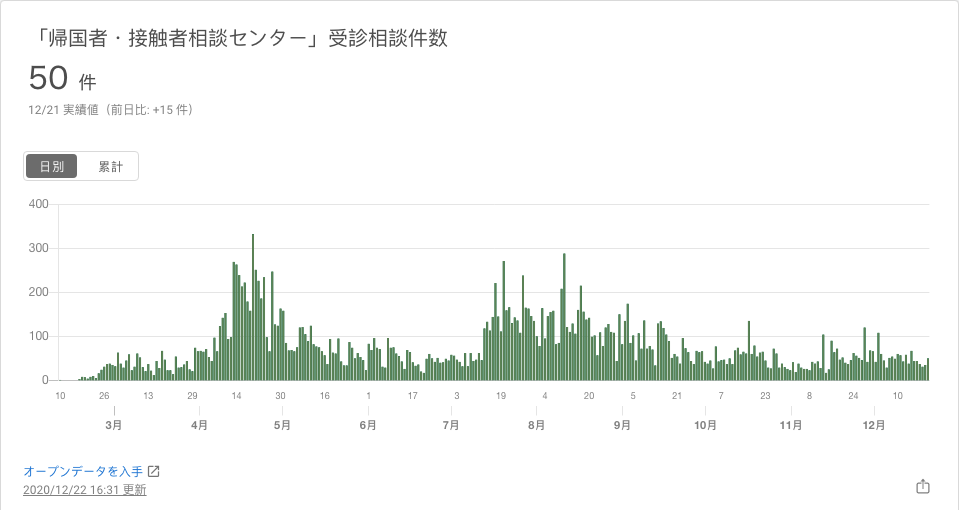 「帰国者・接触者相談センター」受診相談件数
50 件
12/21 実績値（前日比: +15 件）
日別 累計
400
300
200
100
0
10 26 13 29 14 30 16 1 17 3 19 4 20 5 21 7 23 8 24 10
3月 4月 5月 6月 7月 8月 9月 10月 11月 12月
オープンデータを入手
2020/12/22 16:31 更新